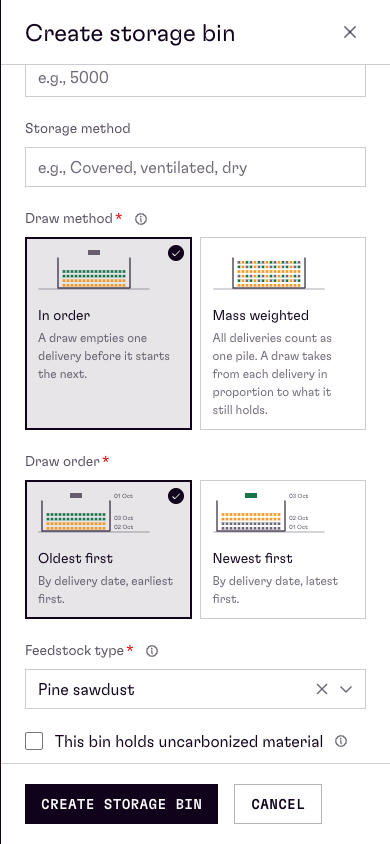 Create storage bin
e.g., 5000
Storage method
e.g., Covered, ventilated, dry
Draw method*
In order
A draw empties one
delivery before it starts
the next.
Mass weighted
All deliveries count as
one pile. A draw takes
from each delivery in
proportion to what it
still holds.
Draw order*
01 Oct
03 Oct
02 Oct
Oldest first
By delivery date, earliest
first.
03 Oct
02 Oct
01 Oct
Newest first
By delivery date, latest
first.
Feedstock type*
Pine sawdust
This bin holds uncarbonized material
CREATE STORAGE BIN
CANCEL